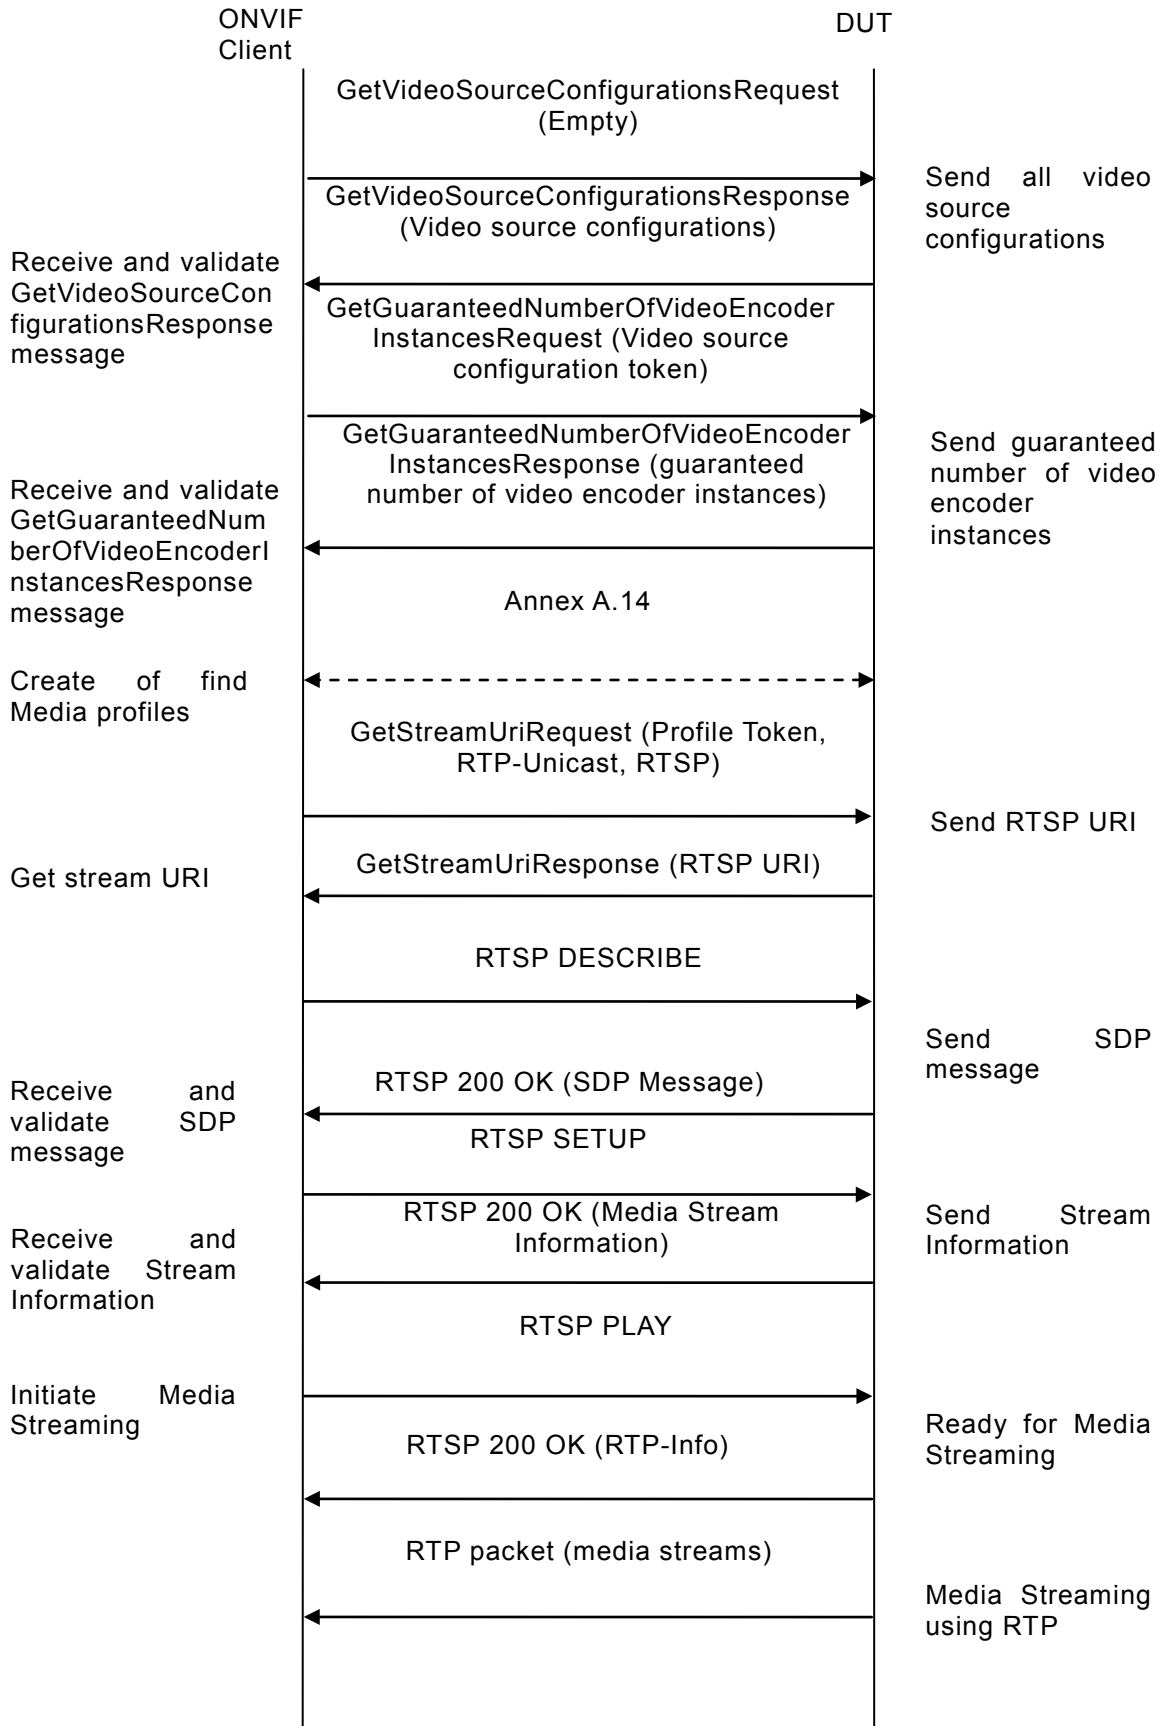 ONVIF
Client
DUT
GetVideoSourceConfigurationsRequest
(Empty)
Send all video
source
configurations
GetVideoSourceConfigurationsResponse
(Video source configurations)
Receive and validate
GetVideoSourceCon
figurationsResponse
message
GetGuaranteedNumberOfVideoEncoder
InstancesRequest (Video source
configuration token)
GetGuaranteedNumberOfVideoEncoder
InstancesResponse (guaranteed
number of video encoder instances)
Send guaranteed
number of video
encoder
instances
Receive and validate
GetGuaranteedNum
berOfVideoEncoderI
nstancesResponse
message
Annex A.14
Create of find
Media profiles
GetStreamUriRequest (Profile Token,
RTP-Unicast, RTSP)
Send RTSP URI
GetStreamUriResponse (RTSP URI)
Get stream URI
RTSP DESCRIBE
Send SDP
message
RTSP 200 OK (SDP Message)
Receive and
validate SDP
message
RTSP SETUP
RTSP 200 OK (Media Stream
Information)
Send Stream
Information
Receive and
validate Stream
Information
RTSP PLAY
Initiate Media
Streaming
Ready for Media
Streaming
RTSP 200 OK (RTP-Info)
RTP packet (media streams)
Media Streaming
using RTP